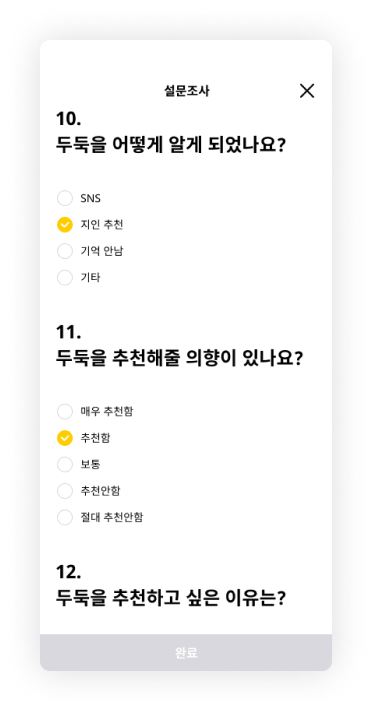 설문조사
10.
두둑을 어떻게 알게 되었나요?
SNS
지인 추천
기억 안남
기타
11.
두둑을 추천해줄 의향이 있나요?
매우 추천함
추천함
보통
추천안함
절대 추천안함
12.
두둑을 추천하고 싶은 이유는?
완료